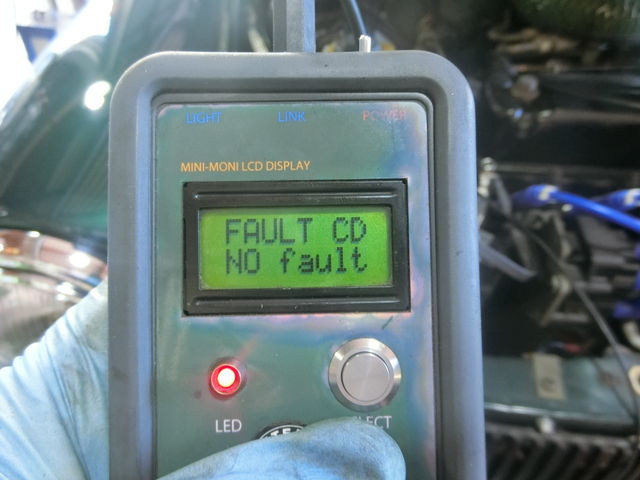 LIGHT LINK POWER
MINI-MONI LCD DISPLAY
FAULT CD
NO fault
LED